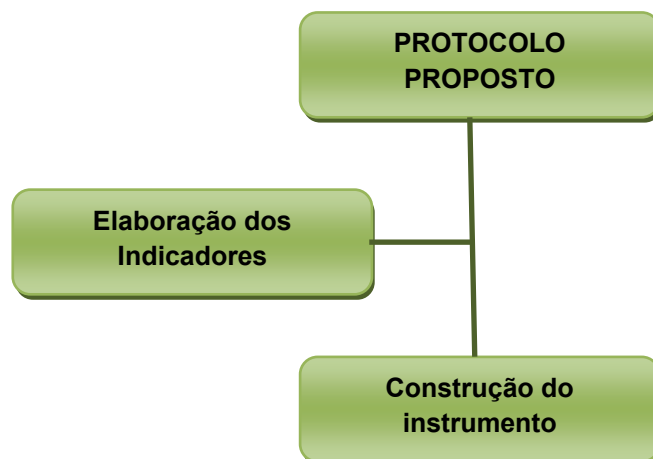 PROTOCOLO
PROPOSTO
Elaboração dos
Indicadores
Construção do
instrumento